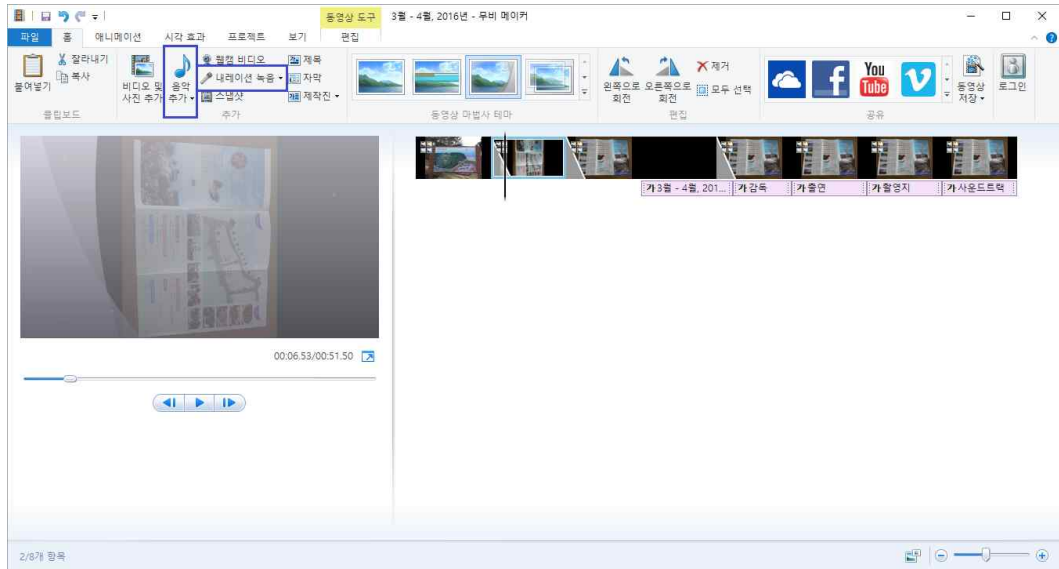 동영상 도구
3월 - 4월, 2016년 - 무비 메이커
파일 홈 애니메이션 시각 효과 프로젝트 보기 편집
붙여넣기
잘라내기
복사
클립보드
비디오 및
사진 추가
음악
추가
웹캠 비디오
내레이션 녹음
스냅샷
제목
자막
제작진
추가
동영상 마법사 테마
왼쪽으로
회전
오른쪽으로
회전
제거
모두 선택
편집
You
Tube
공유
동영상
저장
로그인
가3월 - 4월, 201...
가감독
가출연
가촬영지
가사운드트랙
00:06.53/00:51.50
2/8개 항목